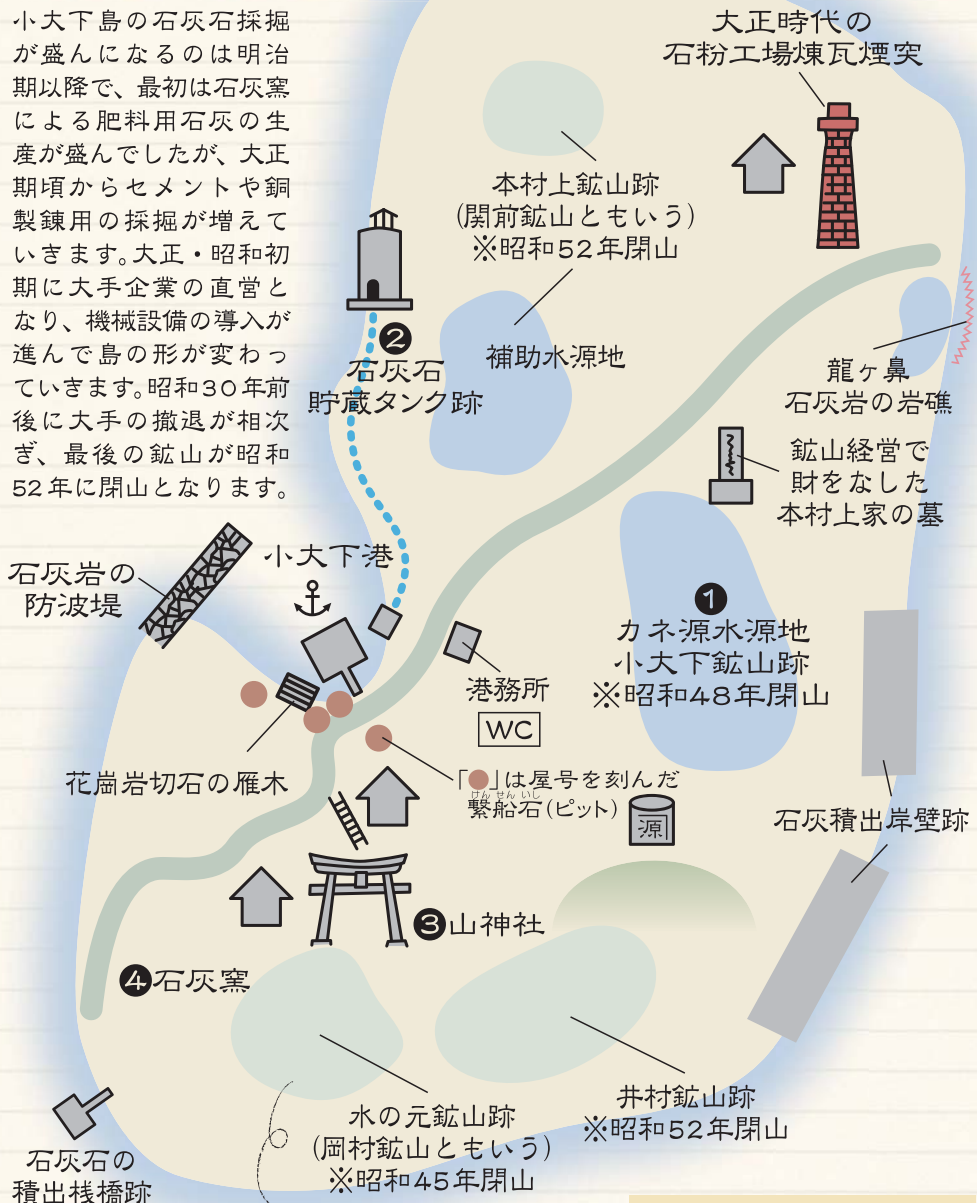 小大下島の石灰石採掘
が盛んになるのは明治
期以降で、最初は石灰窯
による肥料用石灰の生
産が盛んでしたが、大正
期頃からセメントや銅
製錬用の採掘が増えて
いきます。大正・昭和初
期に大手企業の直営と
なり、機械設備の導入が
進んで島の形が変わっ
ていきます。昭和30年前
後に大手の撤退が相次
ぎ、最後の鉱山が昭和
52年に閉山となります。
大正時代の
石粉工場煉瓦煙突
本村上鉱山跡
(関前鉱山ともいう)
※昭和52年閉山
補助水源地
❷
石灰石
貯蔵タンク跡
龍ヶ鼻
石灰岩の岩礁
鉱山経営で
財をなした
本村上家の墓
石灰岩の
防波堤
小大下港
❶
カネ源水源地
小大下鉱山跡
※昭和48年閉山
港務所
WC
花崗岩切石の雁木
「●」は屋号を刻んだ
けんせんいし
繋船石(ピット)
源
石灰積出岸壁跡
❸山神社
❹石灰窯
水の元鉱山跡
(岡村鉱山ともいう)
※昭和45年閉山
井村鉱山跡
※昭和52年閉山
石灰石の
積出桟橋跡